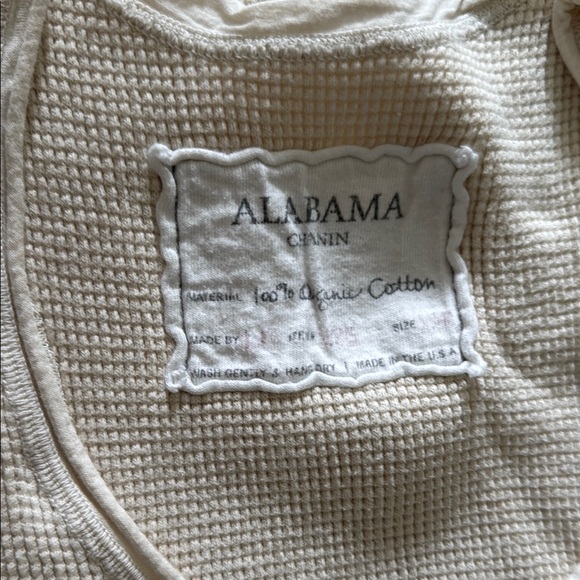 ALABAMA
CHANIN
MATERIAL 100% Organic Cotton
MADE BY SIZE
WASH GENTLY & HANG DRY | MADE IN THE U.S.A